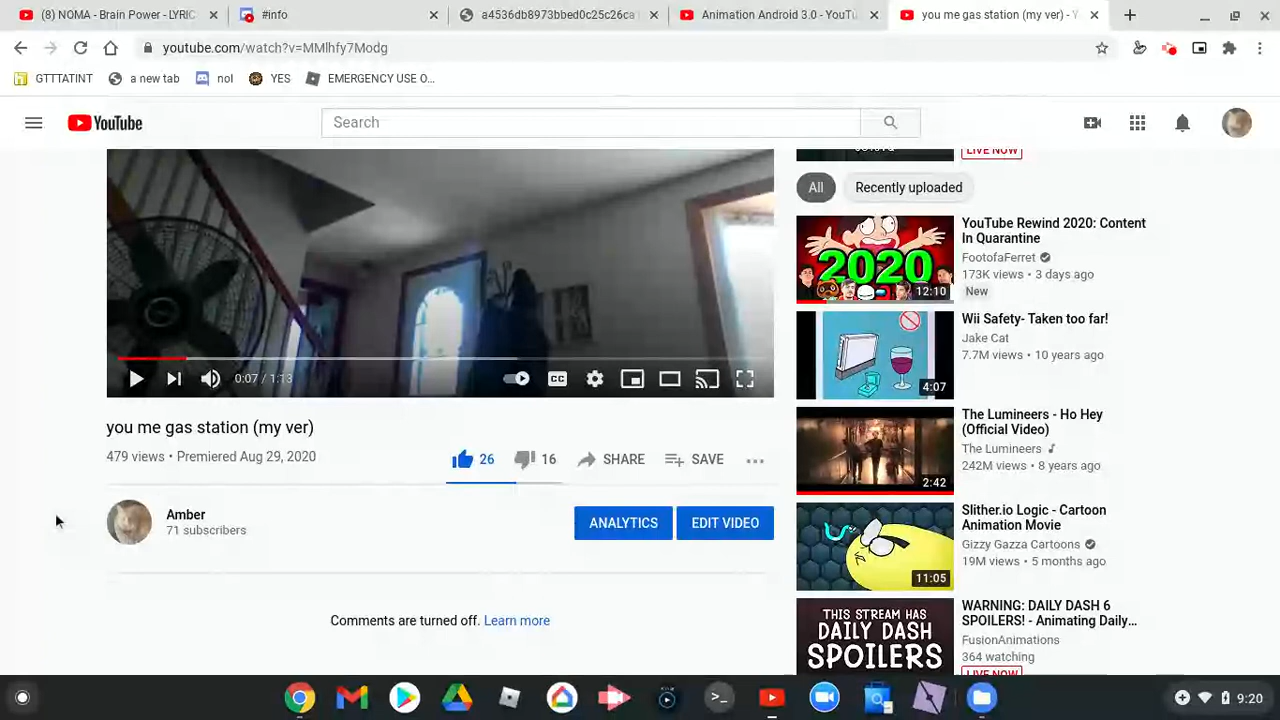 (8) NOMA - Brain Power - LYRIC
#info
a4536db8973bbed0c25c26ca1
Animation Android 3.0 - YouTu
you me gas station (my ver) - Y
youtube.com/watch?v=MMlhfy7Modg
GTTTATINT
a new tab
nol
YES
EMERGENCY USE O...
YouTube
Search
LIVE NOW
All
Recently uploaded
YouTube Rewind 2020: Content
In Quarantine
FootofaFerret
173K views • 3 days ago
New
2020
12:10
Wii Safety- Taken too far!
Jake Cat
7.7M views • 10 years ago
4:07
The Lumineers - Ho Hey
(Official Video)
The Lumineers
242M views • 8 years ago
2:42
Slither.io Logic - Cartoon
Animation Movie
Gizzy Gazza Cartoons
19M views • 5 months ago
11:05
WARNING: DAILY DASH 6
SPOILERS! - Animating Daily...
FusionAnimations
364 watching
LIVE NOW
THIS STREAM HAS
DAILY DASH
SPOILERS
0:07 / 1:13
CC
you me gas station (my ver)
479 views • Premiered Aug 29, 2020
26
16
SHARE
SAVE
Amber
71 subscribers
ANALYTICS
EDIT VIDEO
Comments are turned off. Learn more
9:20